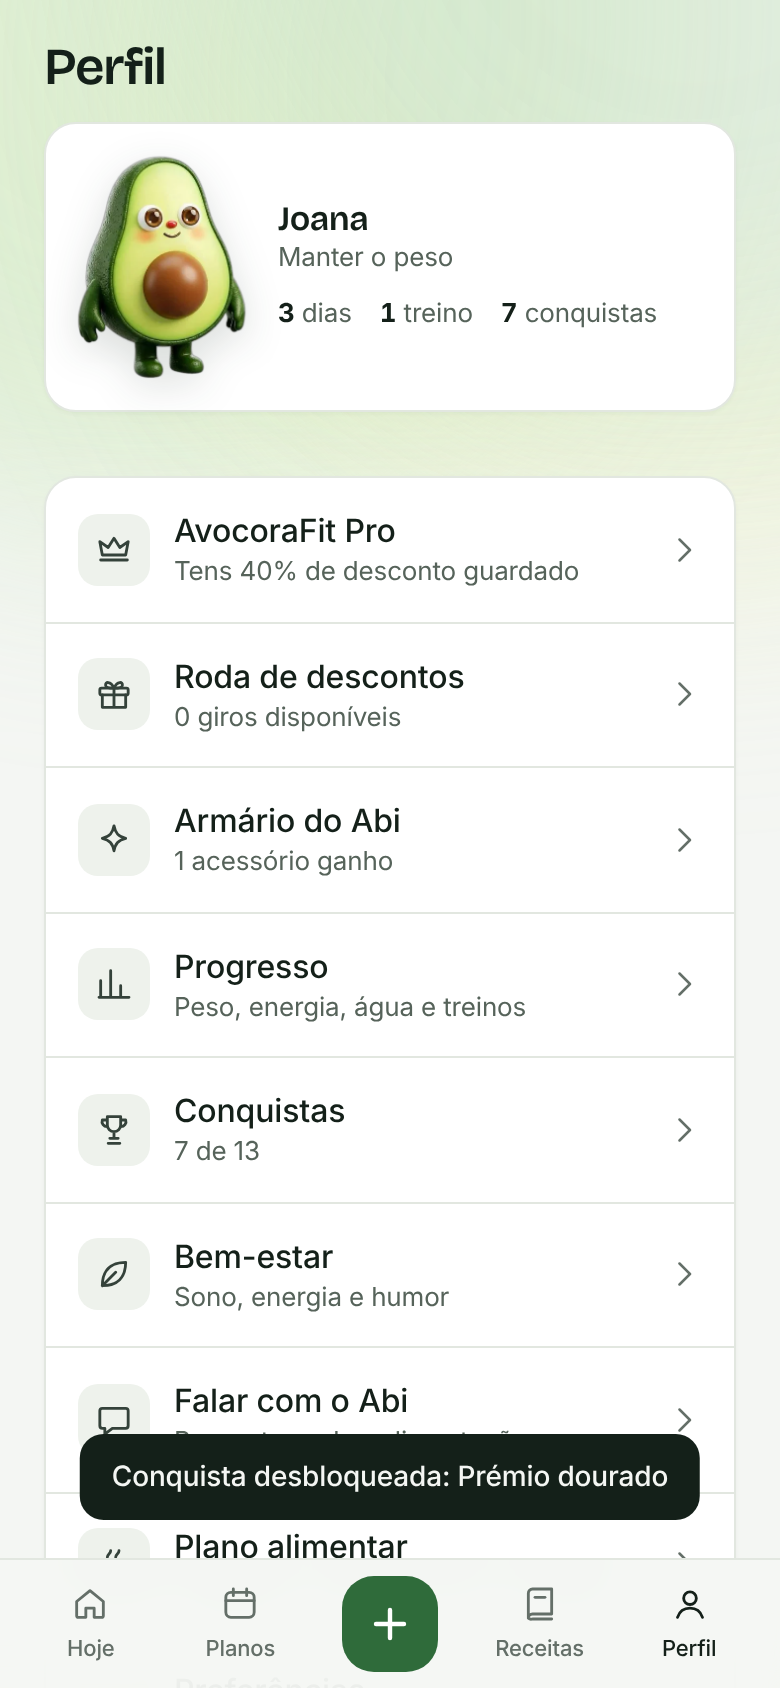 Perfil
Joana
Manter o peso
3 dias 1 treino 7 conquistas
AvocoraFit Pro
Tens 40% de desconto guardado
Roda de descontos
0 giros disponíveis
Armário do Abi
1 acessório ganho
Progresso
Peso, energia, água e treinos
Conquistas
7 de 13
Bem-estar
Sono, energia e humor
Falar com o Abi
Conquista desbloqueada: Prémio dourado
Plano alimentar
Hoje Planos Receitas Perfil
Preferências